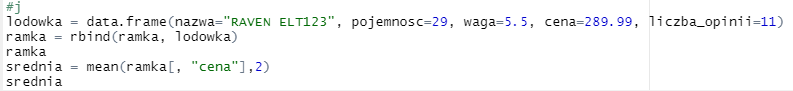 #j
lodowka = data.frame(nazwa="RAVEN ELT123", pojemnosc=29, waga=5.5, cena=289.99, liczba_opinii=11)
ramka = rbind(ramka, lodowka)
ramka
srednia = mean(ramka[, "cena"],2)
srednia